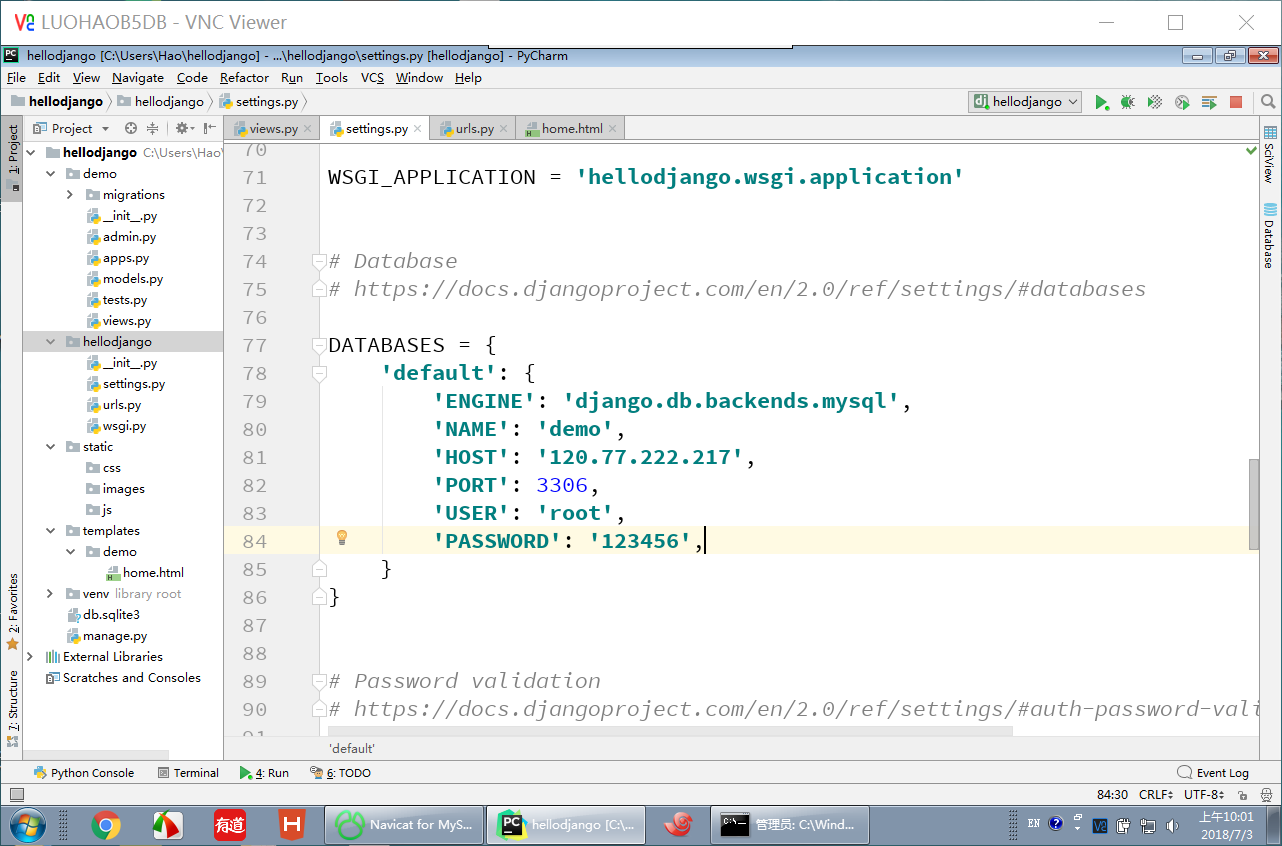 LUOHAOB5DB - VNC Viewer
hellodjango [C:\Users\Hao\hellodjango] - ...\hellodjango\settings.py [hellodjango] - PyCharm
File Edit View Navigate Code Refactor Run Tools VCS Window Help
hellodjango hellodjango settings.py hellodjango
Project views.py settings.py urls.py home.html
1: Project
2: Favorites
7: Structure
hellodjango C:\Users\Hao\
demo
migrations
__init__.py
admin.py
apps.py
models.py
tests.py
views.py
hellodjango
__init__.py
settings.py
urls.py
wsgi.py
static
css
images
js
templates
demo
home.html
venv library root
db.sqlite3
manage.py
External Libraries
Scratches and Consoles
70
71 WSGI_APPLICATION = 'hellodjango.wsgi.application'
72
73
74 # Database
75 # https://docs.djangoproject.com/en/2.0/ref/settings/#databases
76
77 DATABASES = {
78 'default': {
79 'ENGINE': 'django.db.backends.mysql',
80 'NAME': 'demo',
81 'HOST': '120.77.222.217',
82 'PORT': 3306,
83 'USER': 'root',
84 'PASSWORD': '123456',
85 }
86 }
87
88
89 # Password validation
90 # https://docs.djangoproject.com/en/2.0/ref/settings/#auth-password-vali
91
'default'
SciView
Database
Python Console Terminal 4: Run 6: TODO Event Log
84:30 CRLF UTF-8
有道 H Navicat for MyS... hellodjango [C:\... 管理员: C:\Wind... EN 上午10:01
2018/7/3